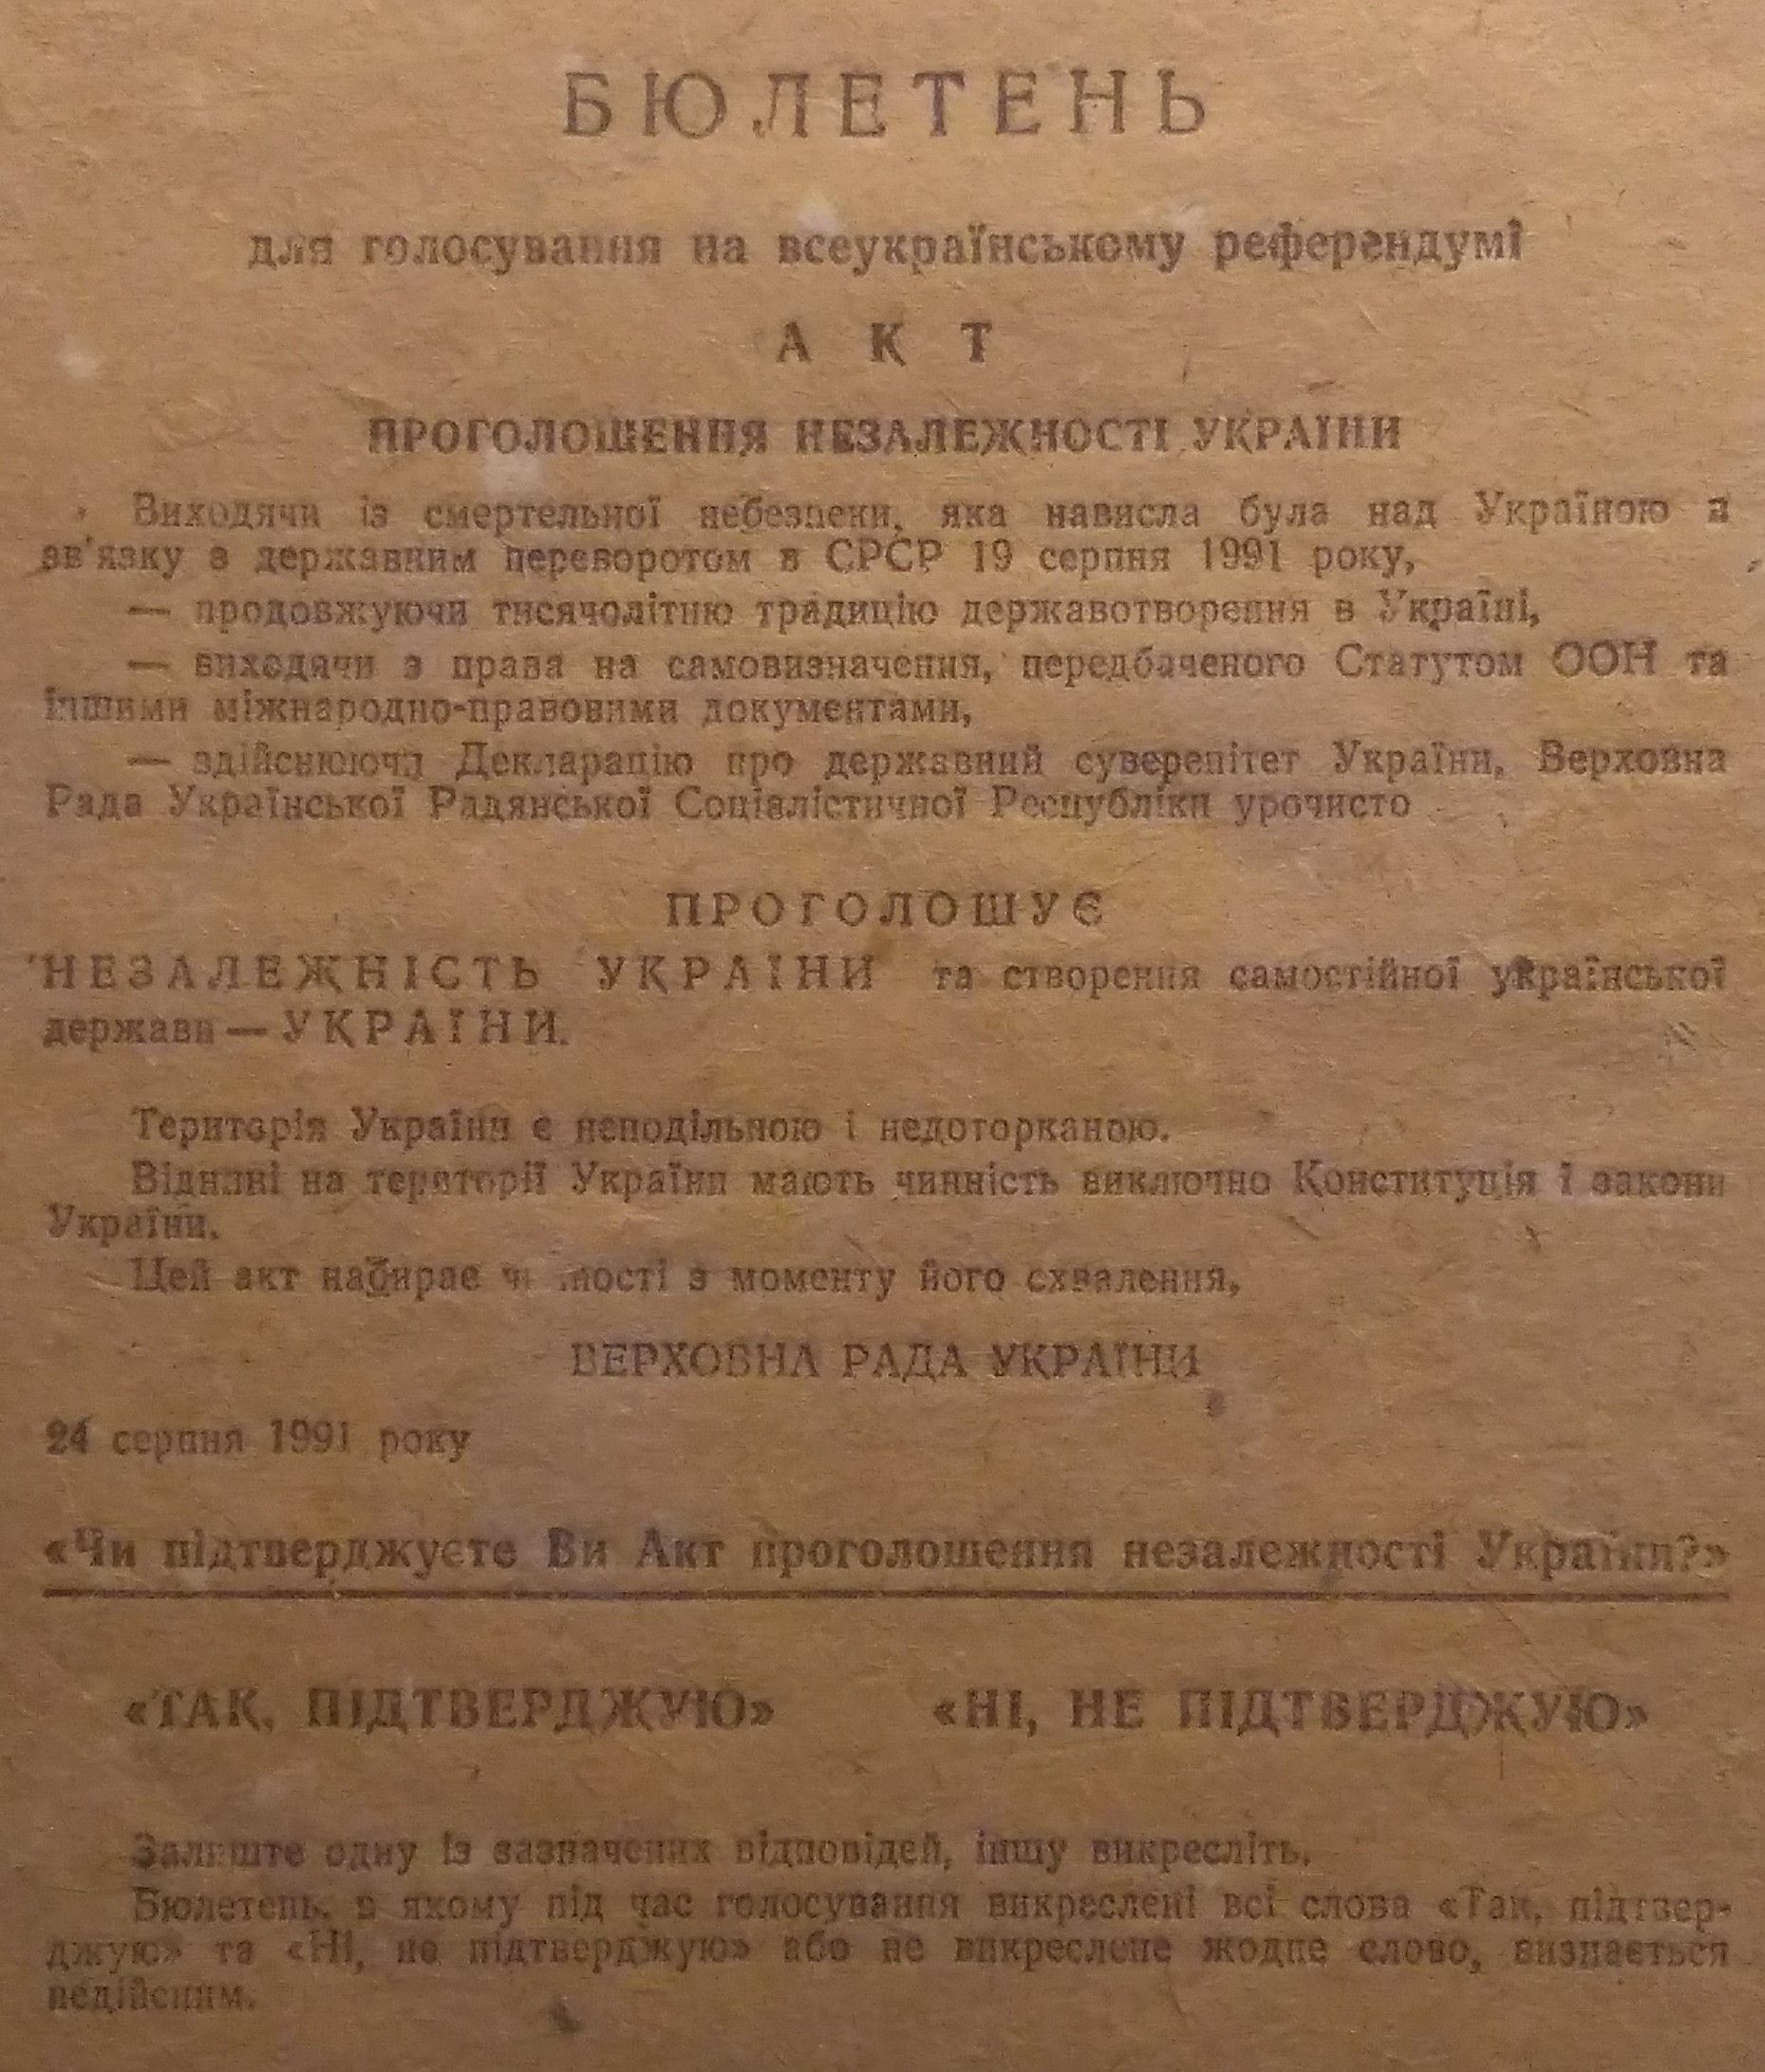 БЮЛЕТЕНЬ
для голосування на всеукраїнському референдумі
АКТ
ПРОГОЛОШЕННЯ НЕЗАЛЕЖНОСТІ УКРАЇНИ
Виходячи із смертельної небезпеки, яка нависла була над Україною в
зв'язку з державним переворотом в СРСР 19 серпня 1991 року,
— продовжуючи тисячолітню традицію державотворення в Україні,
— виходячи з права на самовизначення, передбаченого Статутом ООН та
іншими міжнародно-правовими документами,
— здійснюючи Декларацію про державний суверенітет України, Верховна
Рада Української Радянської Соціалістичної Республіки урочисто
ПРОГОЛОШУЄ
НЕЗАЛЕЖНІСТЬ УКРАЇНИ та створення самостійної української
держави — УКРАЇНИ.
Територія України є неподільною і недоторканою.
Віднині на території України мають чинність виключно Конституція і закони
України.
Цей акт набирає чинності з моменту його схвалення.
ВЕРХОВНА РАДА УКРАЇНИ
24 серпня 1991 року
«Чи підтверджуєте Ви Акт проголошення незалежності України?»
«ТАК, ПІДТВЕРДЖУЮ» «НІ, НЕ ПІДТВЕРДЖУЮ»
Залиште одну із зазначених відповідей, іншу викресліть.
Бюлетень, в якому під час голосування викреслені всі слова «Так, підтвер-
джую» та «Ні, не підтверджую» або не викреслене жодне слово, визнається
недійсним.